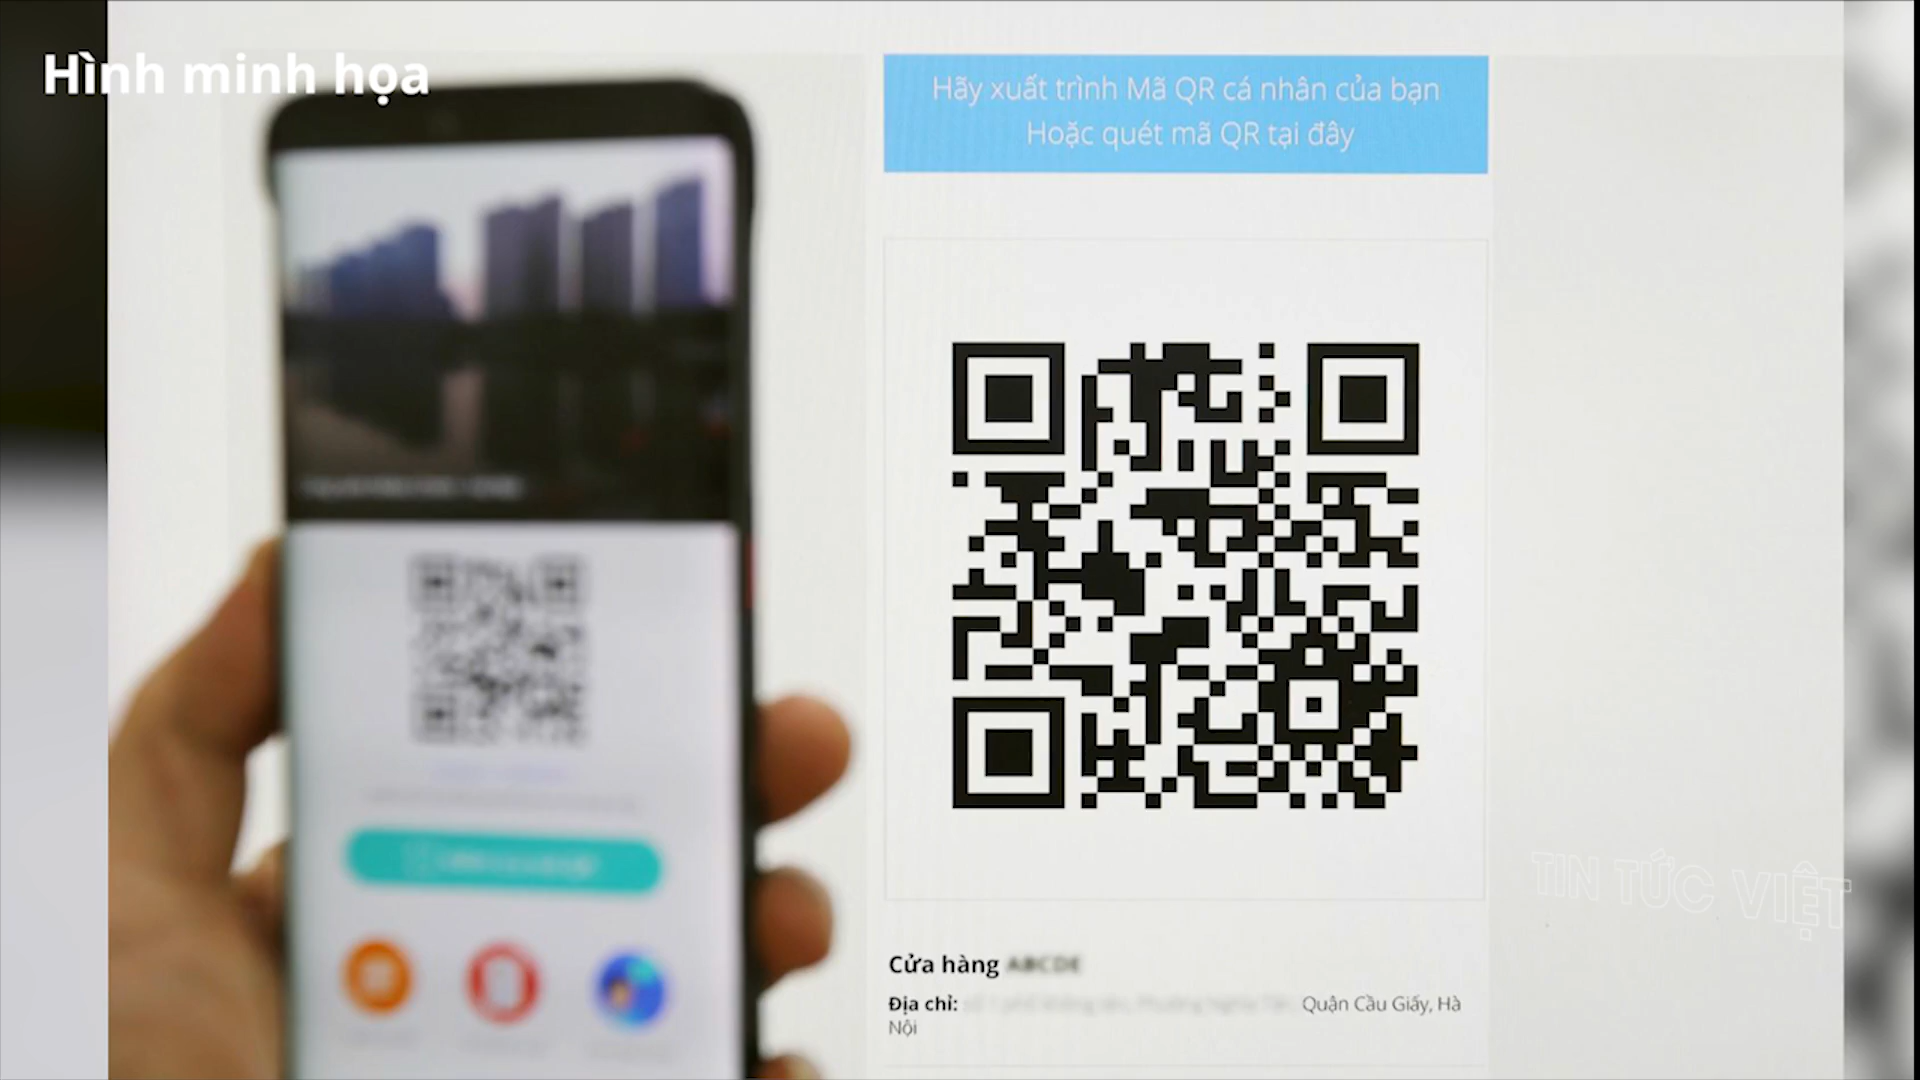 Hình minh họa
Hãy xuất trình Mã QR cá nhân của bạn
Hoặc quét mã QR tại đây
TIN TỨC VIỆT
Cửa hàng ABCDE
Địa chỉ: Quận Cầu Giấy, Hà
Nội